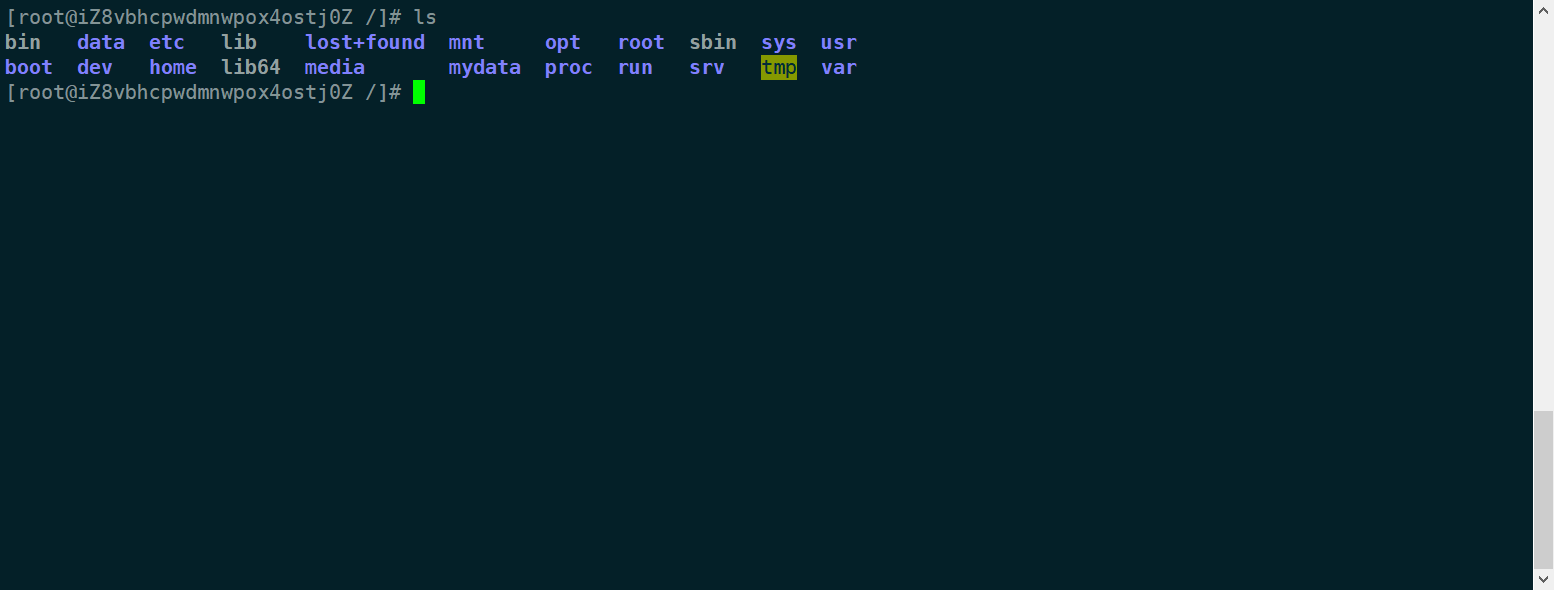 [root@iZ8vbhcpwdmnwpox4ostj0Z /]# ls
bin   data  etc   lib    lost+found  mnt     opt   root  sbin  sys  usr
boot  dev   home  lib64  media       mydata  proc  run   srv   tmp  var
[root@iZ8vbhcpwdmnwpox4ostj0Z /]#